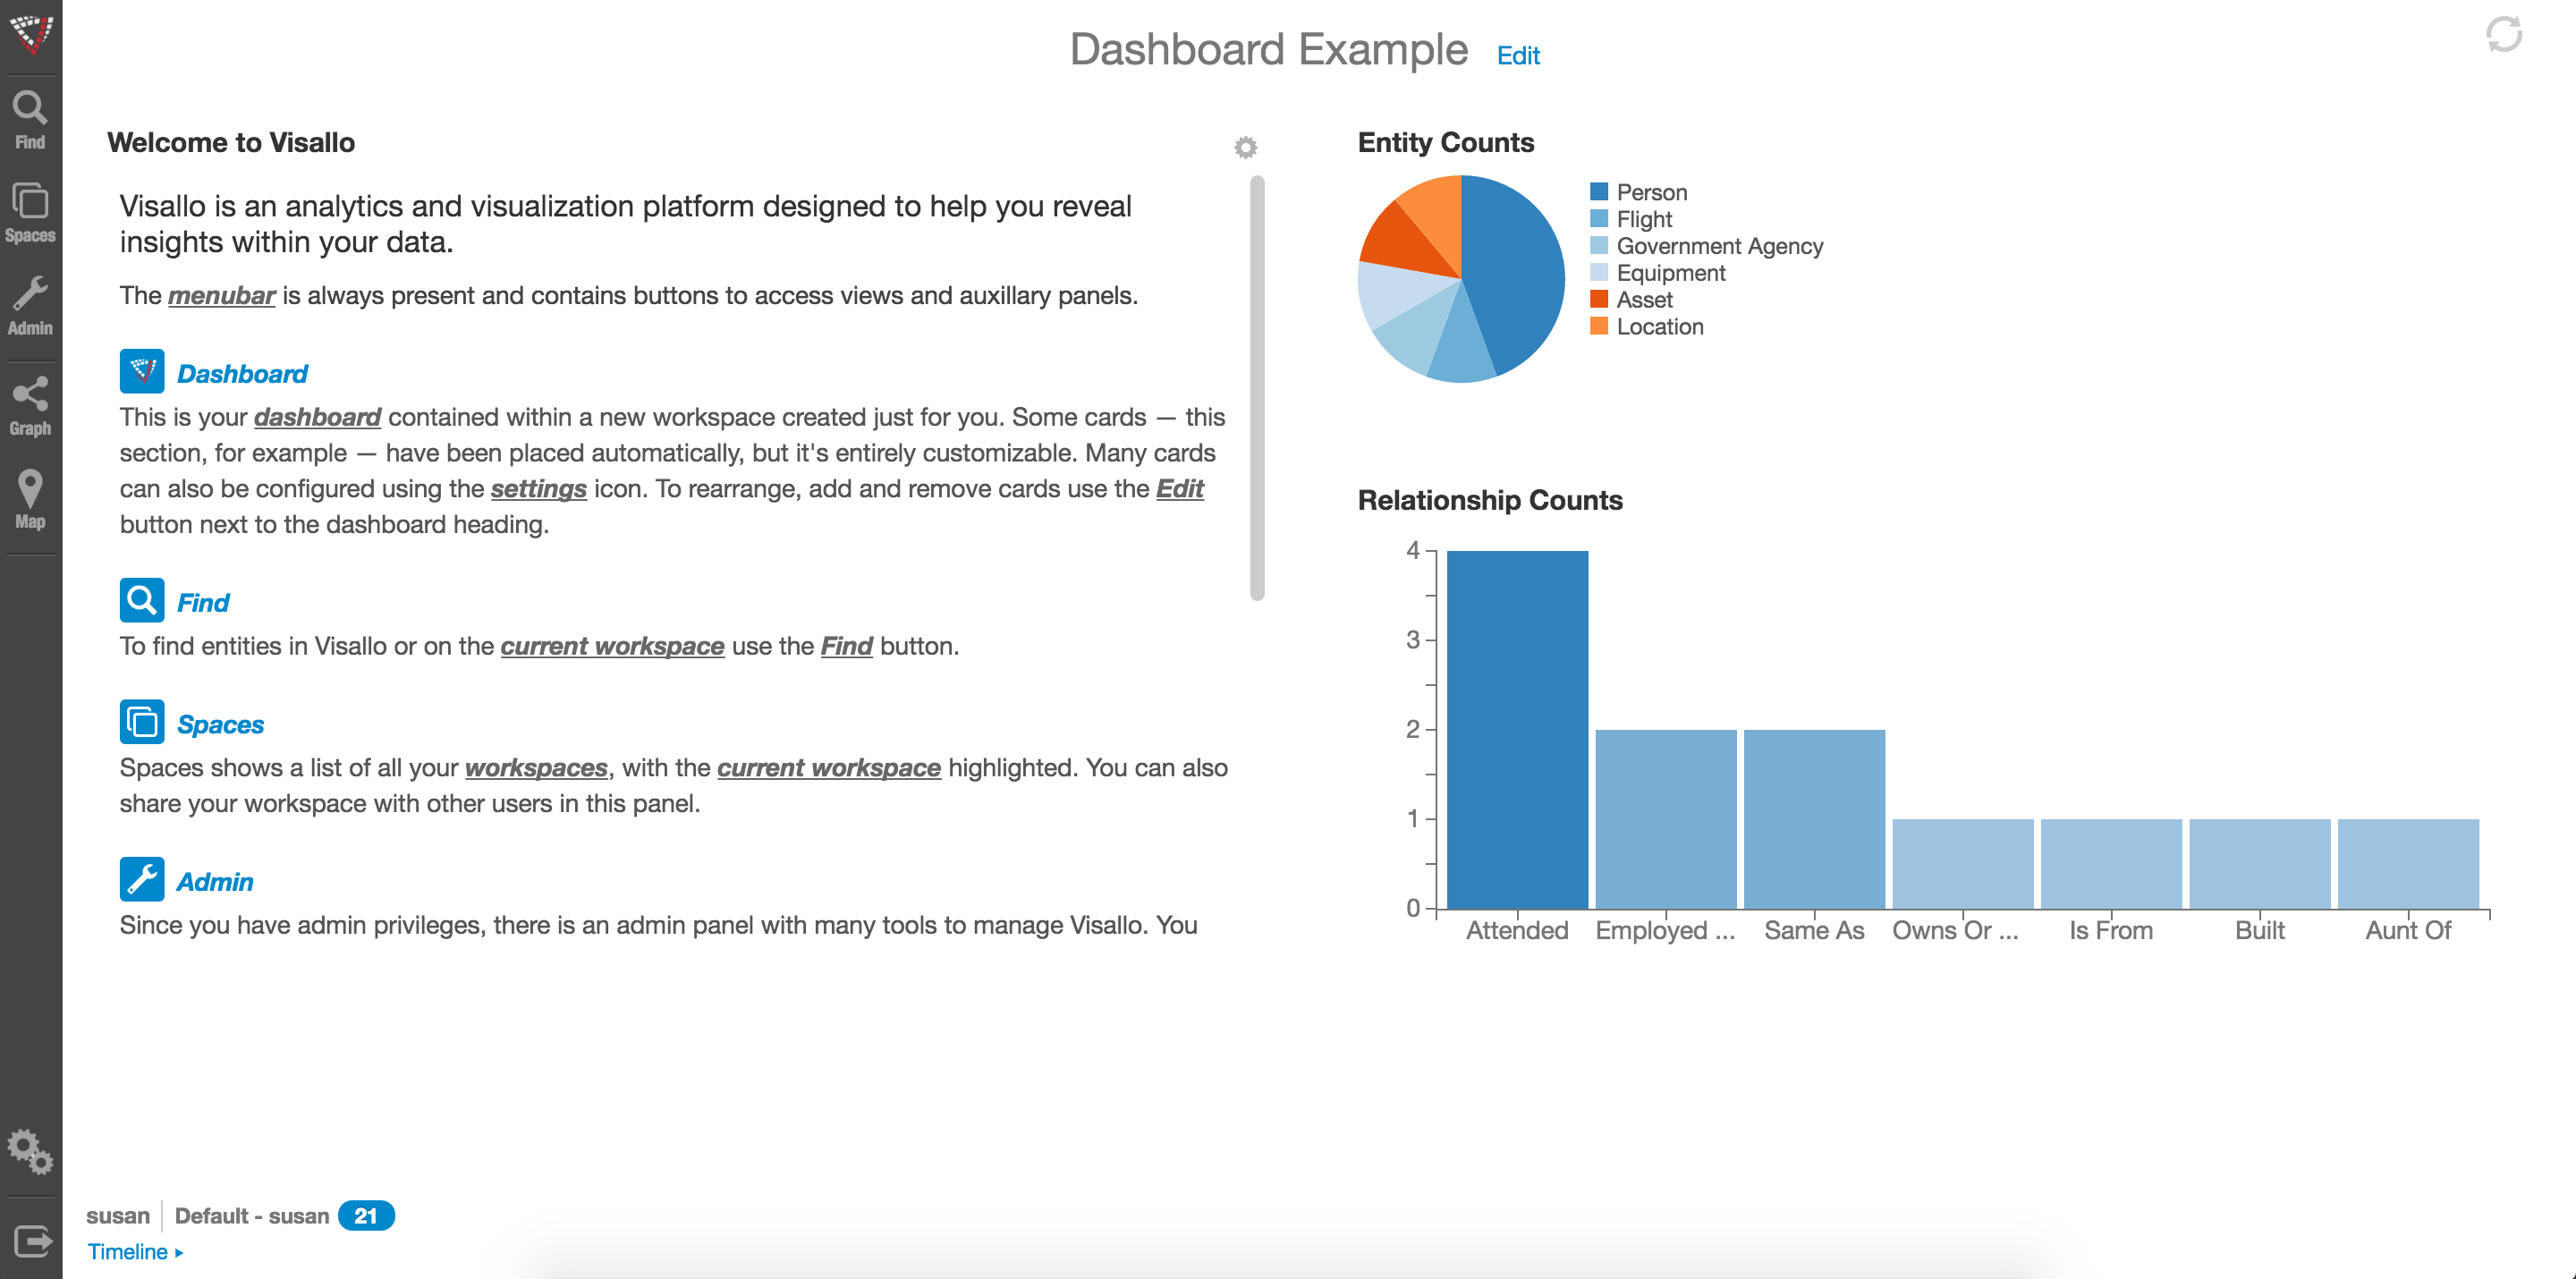 Dashboard Example Edit
Find
Spaces
Admin
Graph
Map
Welcome to Visallo
Visallo is an analytics and visualization platform designed to help you reveal
insights within your data.
The menubar is always present and contains buttons to access views and auxillary panels.
Dashboard
This is your dashboard contained within a new workspace created just for you. Some cards — this
section, for example — have been placed automatically, but it's entirely customizable. Many cards
can also be configured using the settings icon. To rearrange, add and remove cards use the Edit
button next to the dashboard heading.
Find
To find entities in Visallo or on the current workspace use the Find button.
Spaces
Spaces shows a list of all your workspaces, with the current workspace highlighted. You can also
share your workspace with other users in this panel.
Admin
Since you have admin privileges, there is an admin panel with many tools to manage Visallo. You
Entity Counts
Person
Flight
Government Agency
Equipment
Asset
Location
Relationship Counts
4
3
2
1
0
Attended Employed ... Same As Owns Or ... Is From Built Aunt Of
susan Default - susan 21
Timeline ▸